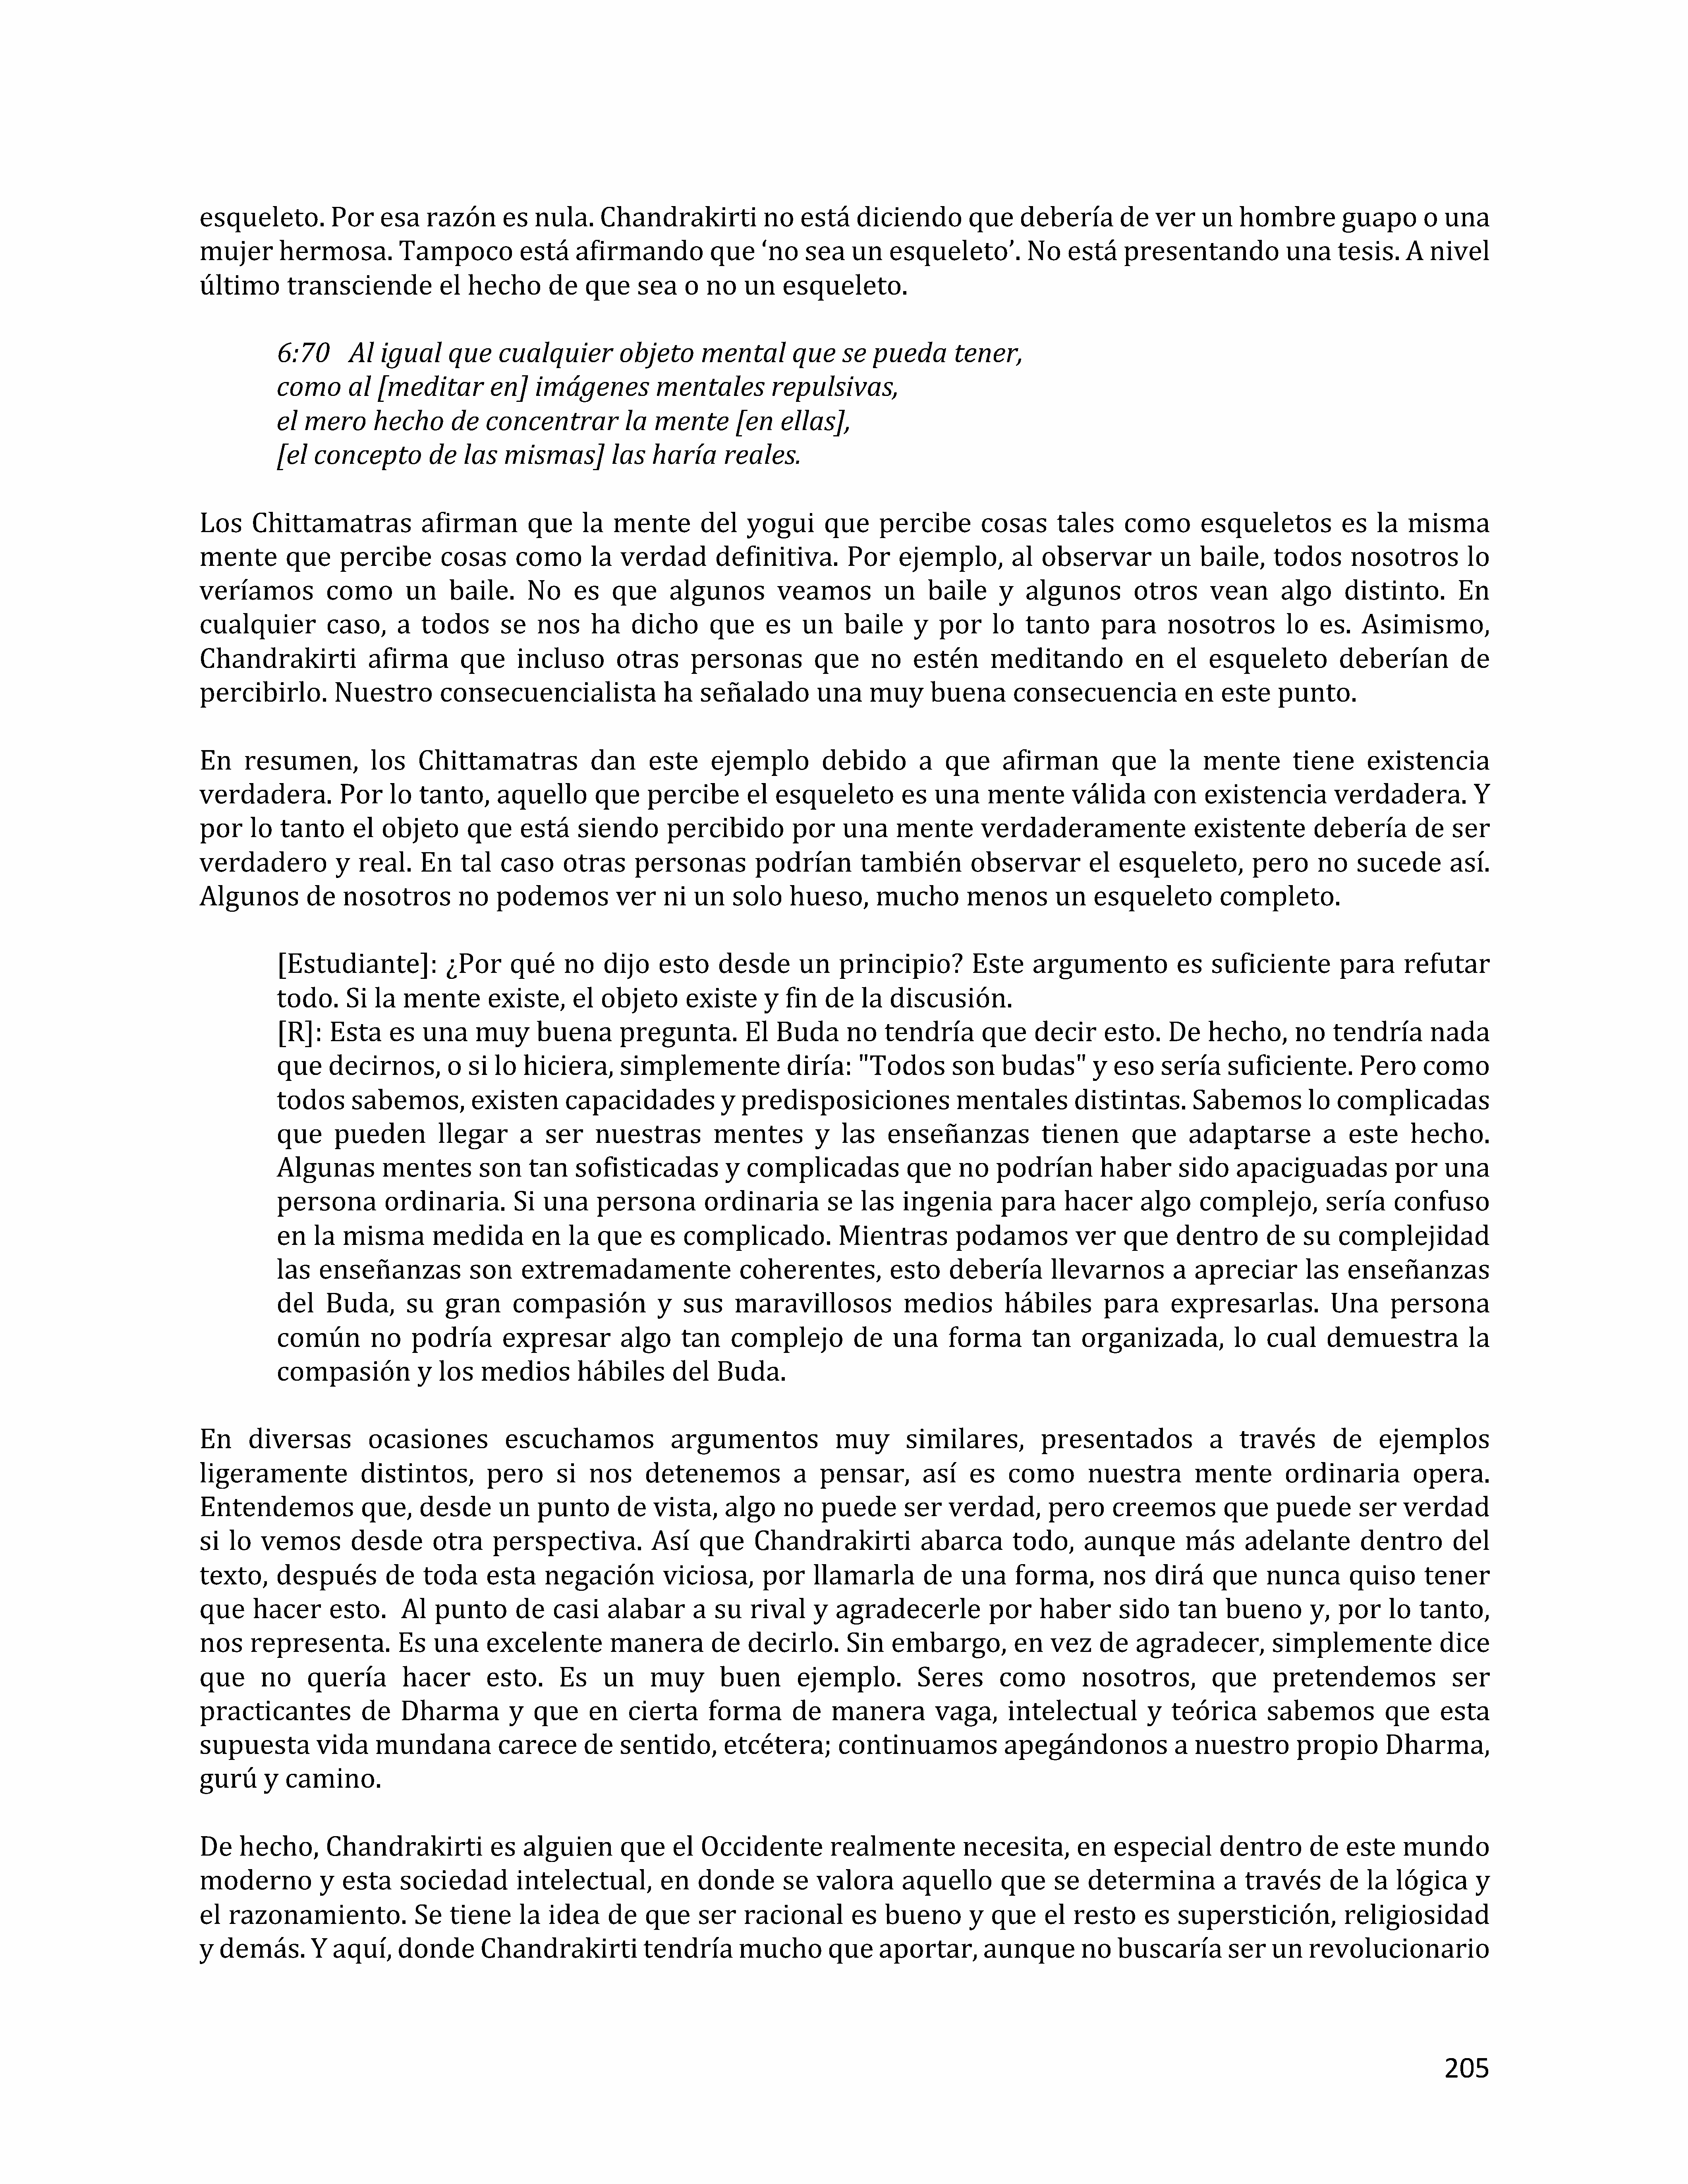 esqueleto. Por esa razón es nula. Chandrakirti no está diciendo que debería de ver un hombre guapo o una
mujer hermosa. Tampoco está afirmando que ‘no sea un esqueleto’. No está presentando una tesis. A nivel
último transciende el hecho de que sea o no un esqueleto.
6:70 Al igual que cualquier objeto mental que se pueda tener,
como al [meditar en] imágenes mentales repulsivas,
el mero hecho de concentrar la mente [en ellas],
[el concepto de las mismas] las haría reales.
Los Chittamatras afirman que la mente del yogui que percibe cosas tales como esqueletos es la misma
mente que percibe cosas como la verdad definitiva. Por ejemplo, al observar un baile, todos nosotros lo
veríamos como un baile. No es que algunos veamos un baile y algunos otros vean algo distinto. En
cualquier caso, a todos se nos ha dicho que es un baile y por lo tanto para nosotros lo es. Asimismo,
Chandrakirti afirma que incluso otras personas que no estén meditando en el esqueleto deberían de
percibirlo. Nuestro consecuencialista ha señalado una muy buena consecuencia en este punto.
En resumen, los Chittamatras dan este ejemplo debido a que afirman que la mente tiene existencia
verdadera. Por lo tanto, aquello que percibe el esqueleto es una mente válida con existencia verdadera. Y
por lo tanto el objeto que está siendo percibido por una mente verdaderamente existente debería de ser
verdadero y real. En tal caso otras personas podrían también observar el esqueleto, pero no sucede así.
Algunos de nosotros no podemos ver ni un solo hueso, mucho menos un esqueleto completo.
[Estudiante]: ¿Por qué no dijo esto desde un principio? Este argumento es suficiente para refutar
todo. Si la mente existe, el objeto existe y fin de la discusión.
[R]: Esta es una muy buena pregunta. El Buda no tendría que decir esto. De hecho, no tendría nada
que decirnos, o si lo hiciera, simplemente diría: "Todos son budas" y eso sería suficiente. Pero como
todos sabemos, existen capacidades y predisposiciones mentales distintas. Sabemos lo complicadas
que pueden llegar a ser nuestras mentes y las enseñanzas tienen que adaptarse a este hecho.
Algunas mentes son tan sofisticadas y complicadas que no podrían haber sido apaciguadas por una
persona ordinaria. Si una persona ordinaria se las ingenia para hacer algo complejo, sería confuso
en la misma medida en la que es complicado. Mientras podamos ver que dentro de su complejidad
las enseñanzas son extremadamente coherentes, esto debería llevarnos a apreciar las enseñanzas
del Buda, su gran compasión y sus maravillosos medios hábiles para expresarlas. Una persona
común no podría expresar algo tan complejo de una forma tan organizada, lo cual demuestra la
compasión y los medios hábiles del Buda.
En diversas ocasiones escuchamos argumentos muy similares, presentados a través de ejemplos
ligeramente distintos, pero si nos detenemos a pensar, así es como nuestra mente ordinaria opera.
Entendemos que, desde un punto de vista, algo no puede ser verdad, pero creemos que puede ser verdad
si lo vemos desde otra perspectiva. Así que Chandrakirti abarca todo, aunque más adelante dentro del
texto, después de toda esta negación viciosa, por llamarla de una forma, nos dirá que nunca quiso tener
que hacer esto. Al punto de casi alabar a su rival y agradecerle por haber sido tan bueno y, por lo tanto,
nos representa. Es una excelente manera de decirlo. Sin embargo, en vez de agradecer, simplemente dice
que no quería hacer esto. Es un muy buen ejemplo. Seres como nosotros, que pretendemos ser
practicantes de Dharma y que en cierta forma de manera vaga, intelectual y teórica sabemos que esta
supuesta vida mundana carece de sentido, etcétera; continuamos apegándonos a nuestro propio Dharma,
gurú y camino.
De hecho, Chandrakirti es alguien que el Occidente realmente necesita, en especial dentro de este mundo
moderno y esta sociedad intelectual, en donde se valora aquello que se determina a través de la lógica y
el razonamiento. Se tiene la idea de que ser racional es bueno y que el resto es superstición, religiosidad
y demás. Y aquí, donde Chandrakirti tendría mucho que aportar, aunque no buscaría ser un revolucionario
205